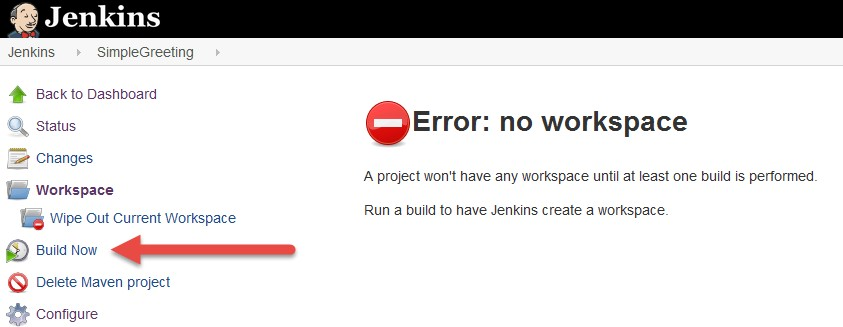 Jenkins
Jenkins SimpleGreeting
Back to Dashboard
Status
Changes
Workspace
Wipe Out Current Workspace
Build Now
Delete Maven project
Configure
Error: no workspace
A project won't have any workspace until at least one build is performed.
Run a build to have Jenkins create a workspace.